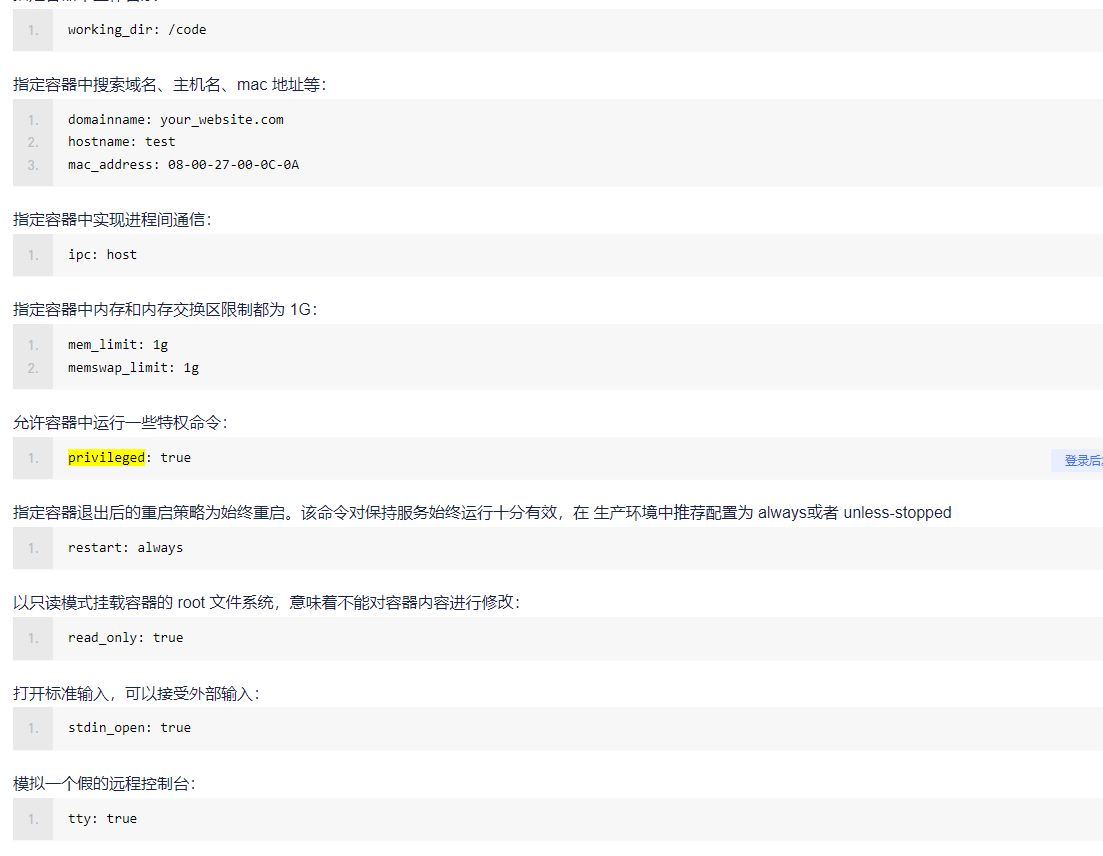 1. working_dir: /code
指定容器中搜索域名、主机名、mac 地址等：
1. domainname: your_website.com
2. hostname: test
3. mac_address: 08-00-27-00-0C-0A
指定容器中实现进程间通信：
1. ipc: host
指定容器中内存和内存交换区限制都为 1G：
1. mem_limit: 1g
2. memswap_limit: 1g
允许容器中运行一些特权命令：
1. privileged: true
登录后
指定容器退出后的重启策略为始终重启。该命令对保持服务始终运行十分有效，在 生产环境中推荐配置为 always或者 unless-stopped
1. restart: always
以只读模式挂载容器的 root 文件系统，意味着不能对容器内容进行修改：
1. read_only: true
打开标准输入，可以接受外部输入：
1. stdin_open: true
模拟一个假的远程控制台：
1. tty: true